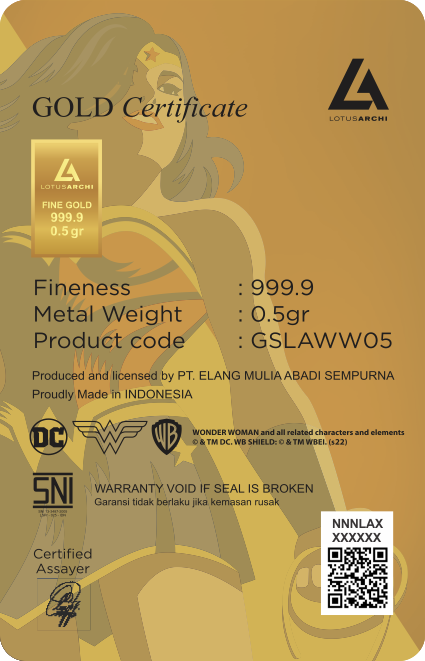 GOLD Certificate
LOTUSARCHI
LOTUSARCHI
FINE GOLD
999.9
0.5 gr
Fineness : 999.9
Metal Weight : 0.5gr
Product code : GSLAWW05
Produced and licensed by PT. ELANG MULIA ABADI SEMPURNA
Proudly Made in INDONESIA
DC
WB
WONDER WOMAN and all related characters and elements
© & TM DC. WB SHIELD: © & TM WBEI. (s22)
SNI
WARRANTY VOID IF SEAL IS BROKEN
Garansi tidak berlaku jika kemasan rusak
NNNLAX
XXXXXX
Certified
Assayer